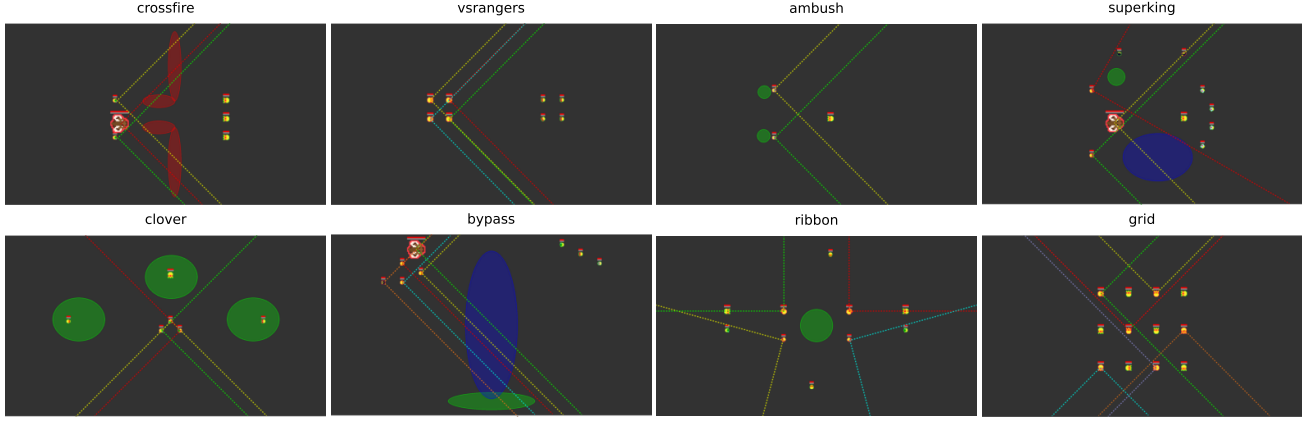 crossfire
vsrangers
ambush
superking
clover
bypass
ribbon
grid